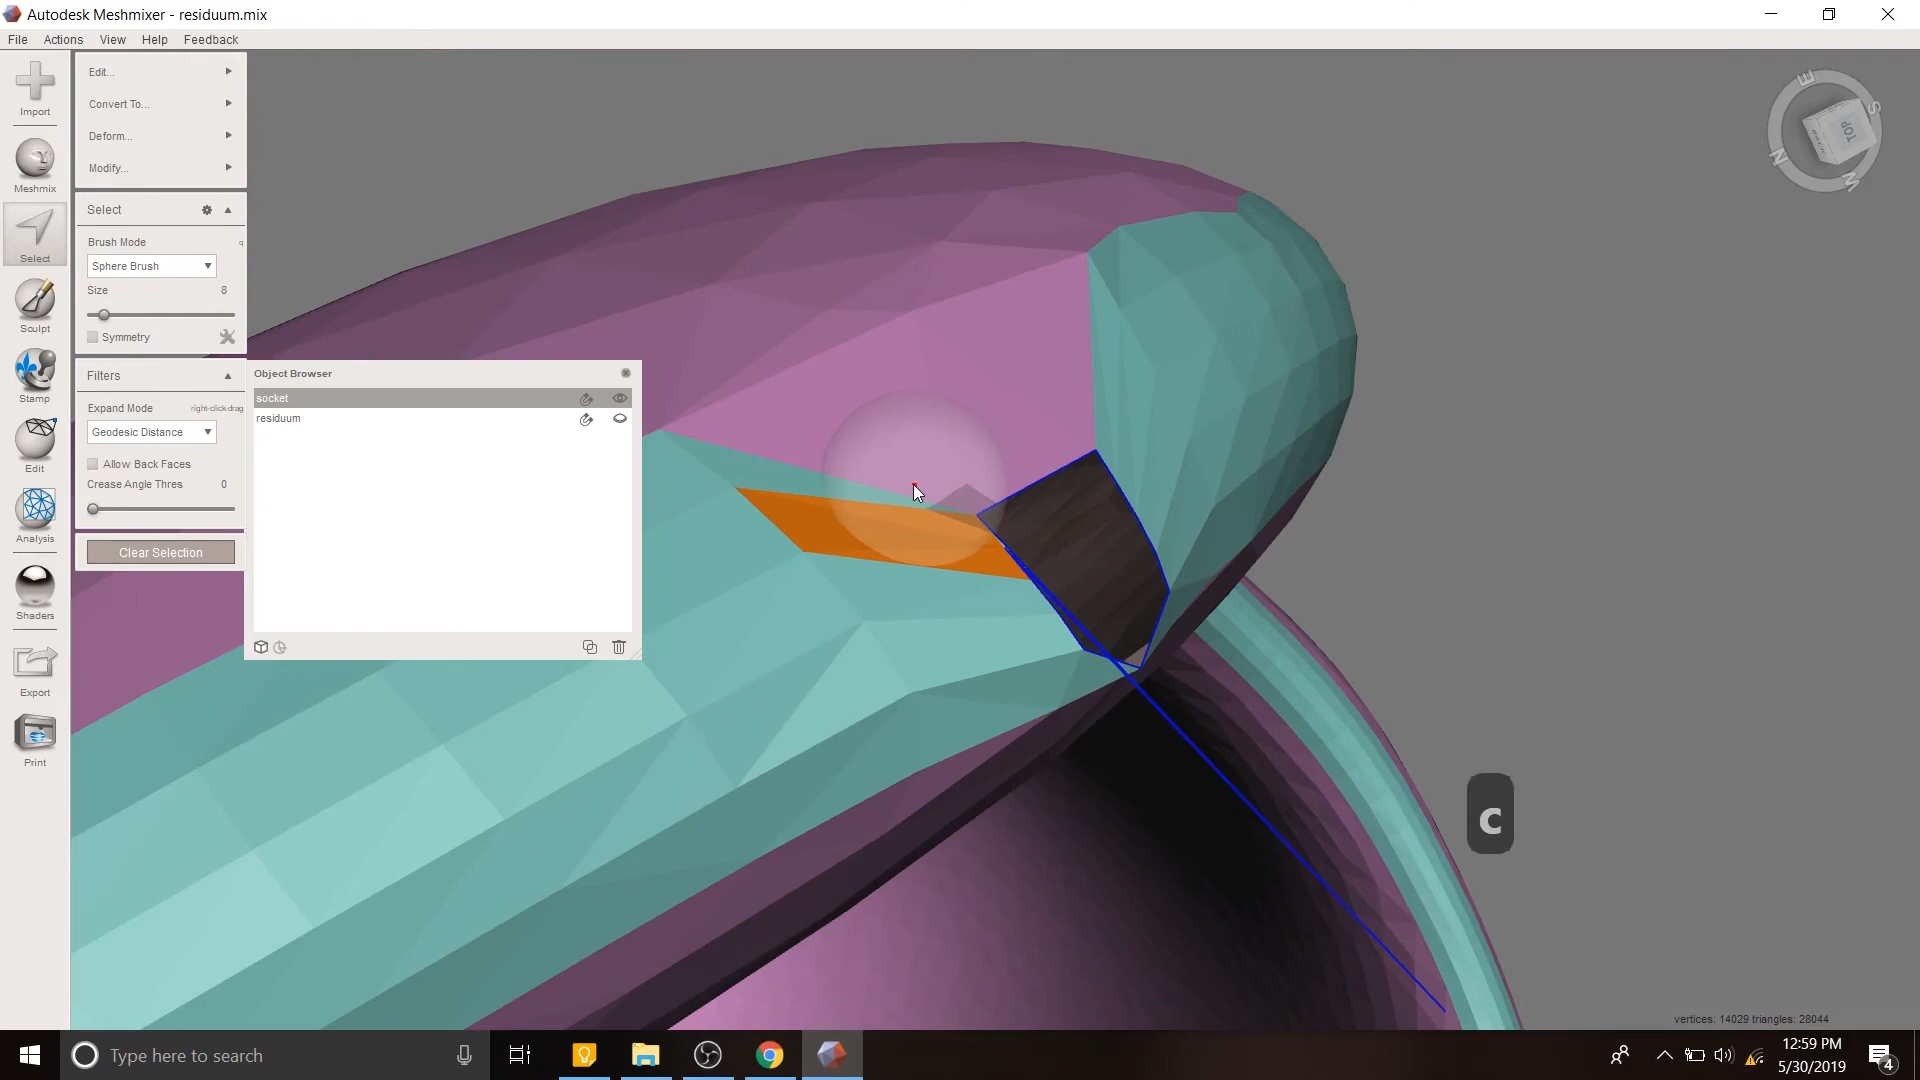 Autodesk Meshmixer - residuum.mix
File Actions View Help Feedback
Import
Meshmix
Select
Sculpt
Stamp
Edit
Analysis
Shaders
Export
Print
Edit...
Convert To...
Deform...
Modify...
Select
Brush Mode q
Sphere Brush
Size 8
Symmetry
Filters
Expand Mode right-click-drag
Geodesic Distance
Allow Back Faces
Crease Angle Thres 0
Clear Selection
Object Browser
socket
residuum
E
S
TOP
BACK
N
W
c
vertices: 14029 triangles: 28044
Type here to search
12:59 PM
5/30/2019
4